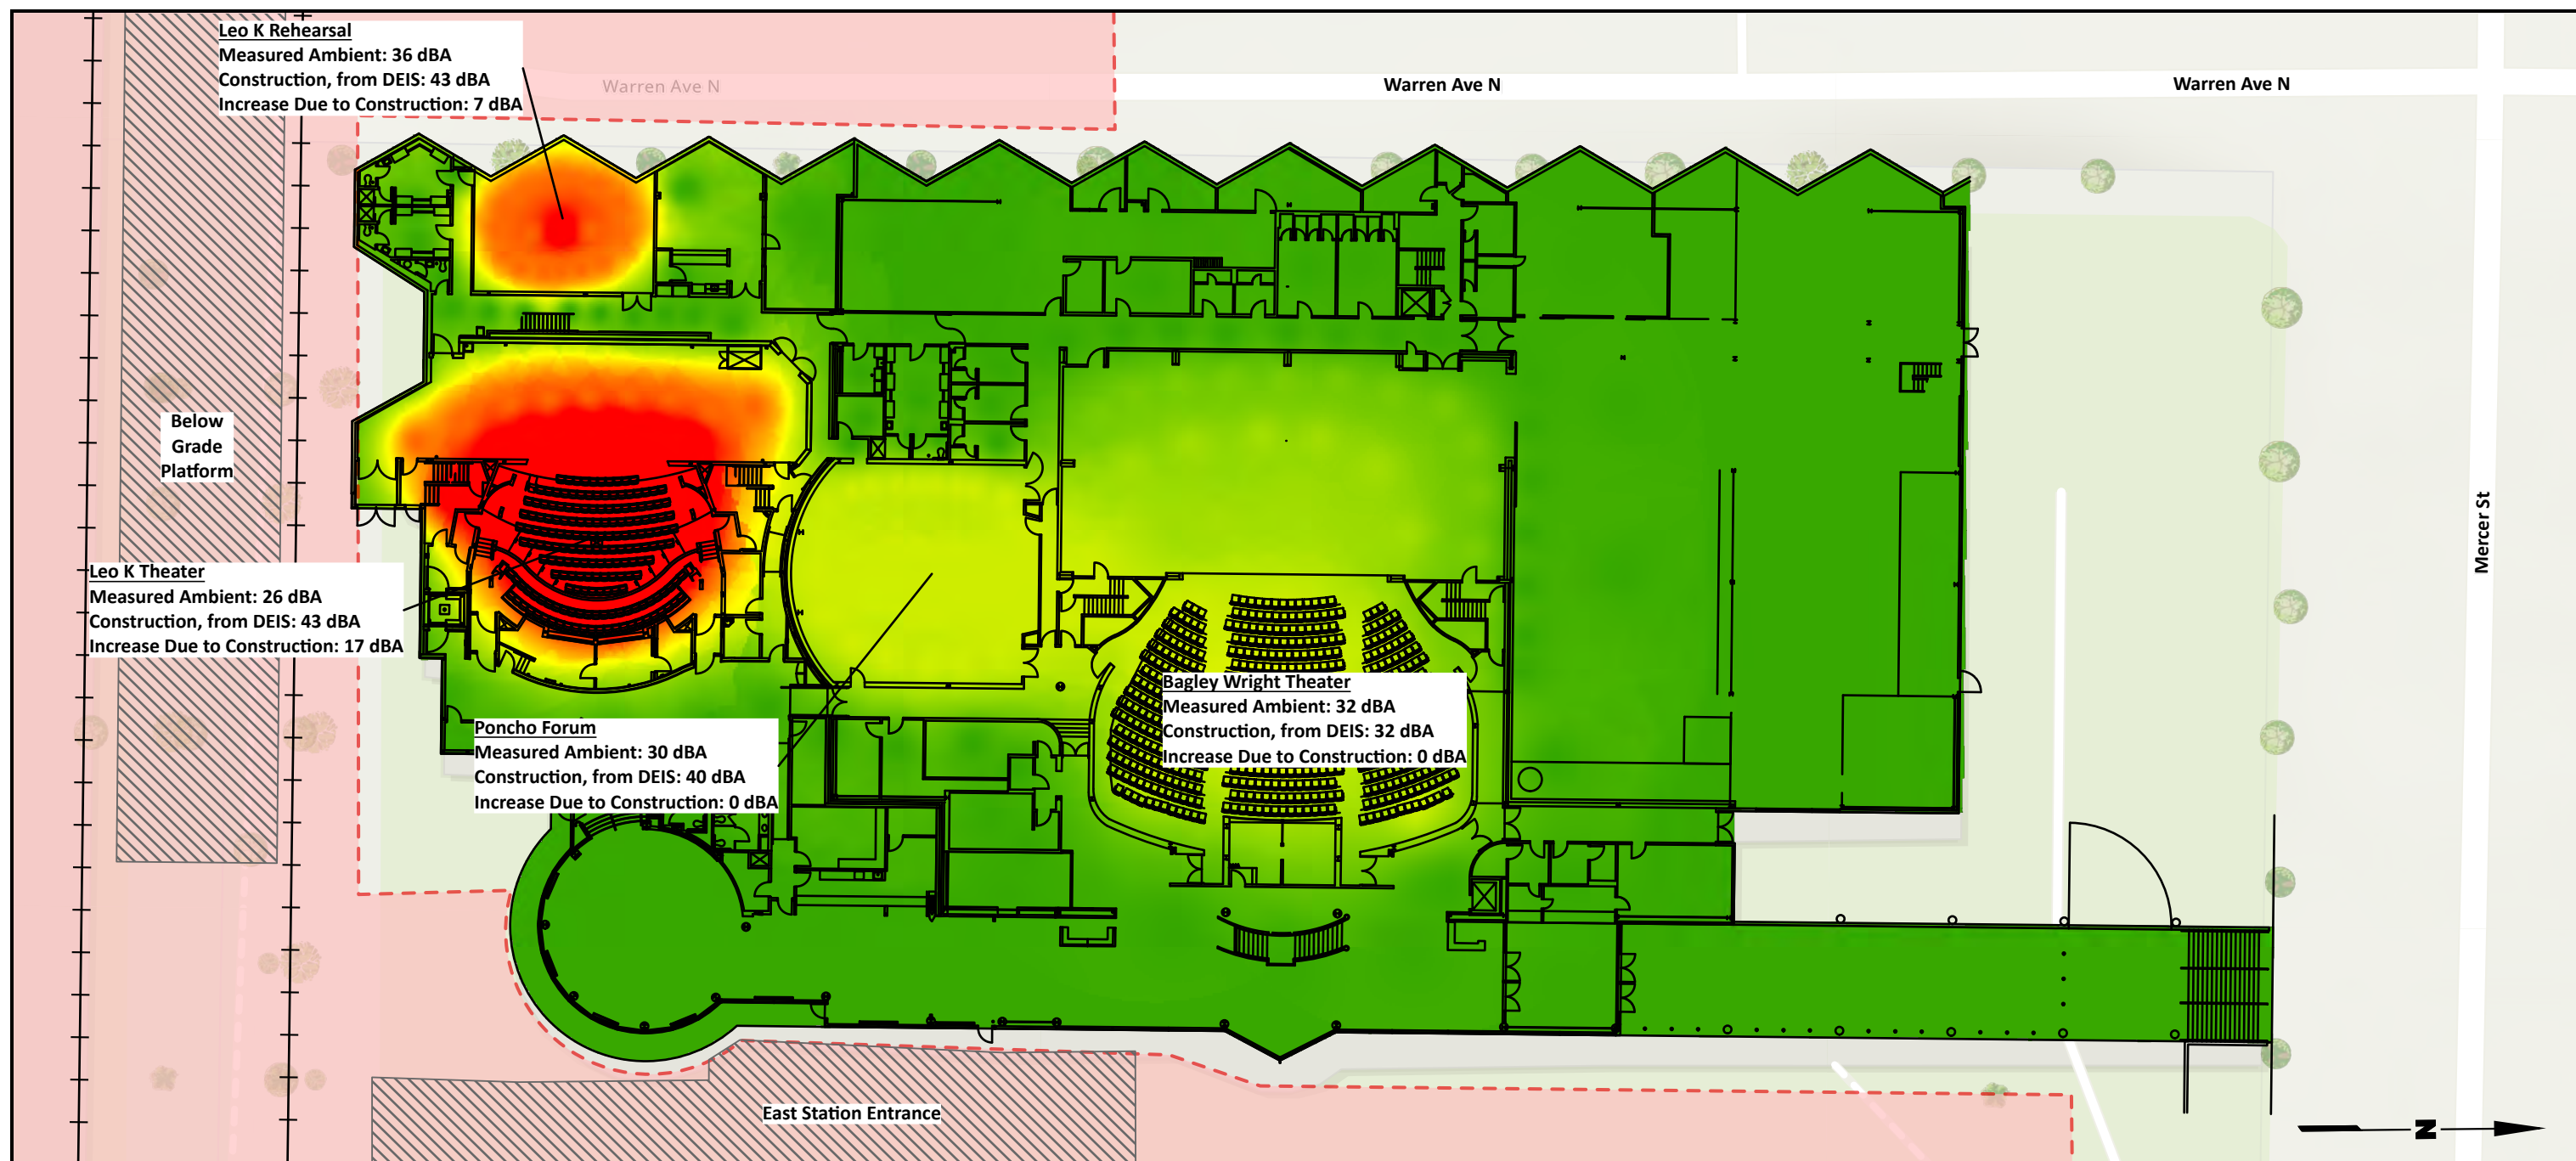 Leo K Rehearsal
Measured Ambient: 36 dBA
Construction, from DEIS: 43 dBA
Increase Due to Construction: 7 dBA
Warren Ave N
Warren Ave N
Warren Ave N
Below
Grade
Platform
Mercer St
Leo K Theater
Measured Ambient: 26 dBA
Construction, from DEIS: 43 dBA
Increase Due to Construction: 17 dBA
Bagley Wright Theater
Measured Ambient: 32 dBA
Construction, from DEIS: 32 dBA
Increase Due to Construction: 0 dBA
Poncho Forum
Measured Ambient: 30 dBA
Construction, from DEIS: 40 dBA
Increase Due to Construction: 0 dBA
East Station Entrance
N